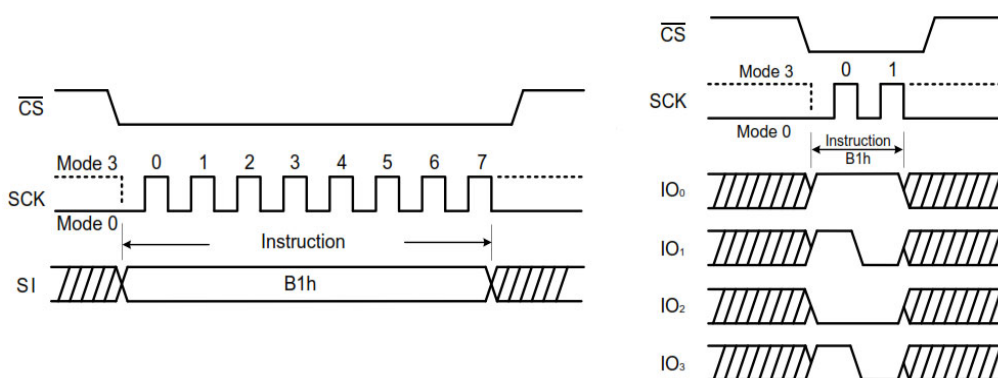 CS
Mode 3 0 1 2 3 4 5 6 7
SCK
Mode 0
Instruction
SI
B1h
CS
Mode 3 0 1
SCK
Mode 0
Instruction
B1h
IO₀
IO₁
IO₂
IO₃